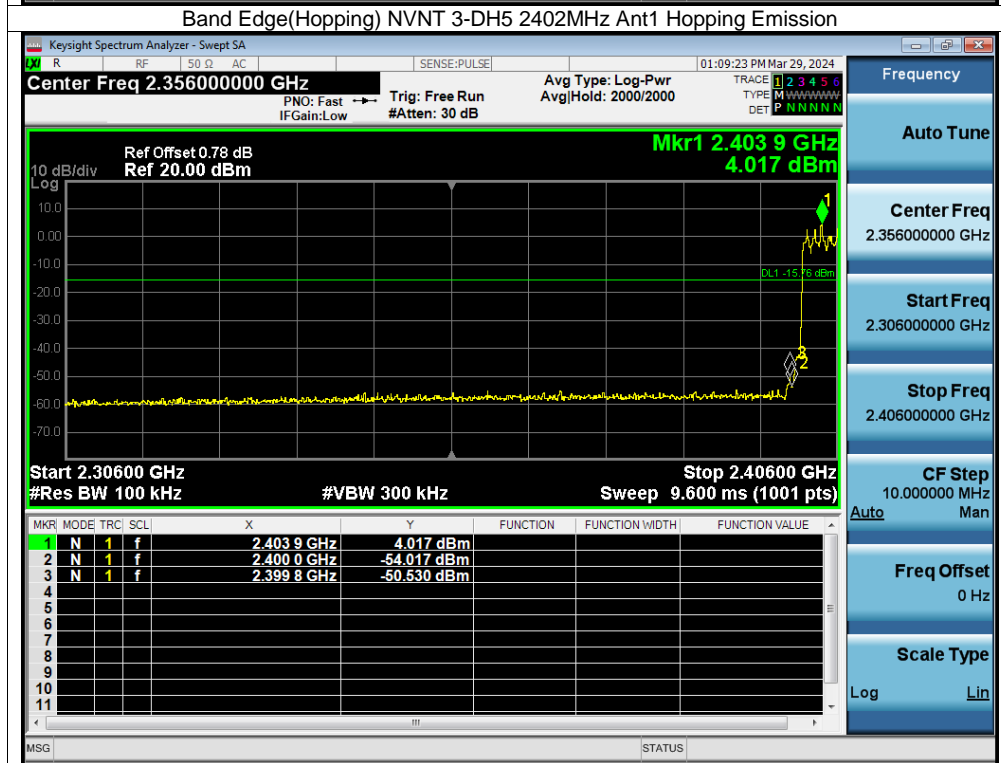 Band Edge(Hopping) NVNT 3-DH5 2402MHz Ant1 Hopping Emission
Keysight Spectrum Analyzer - Swept SA
LXI R RF 50 Ω AC SENSE:PULSE 01:09:23 PM Mar 29, 2024
Center Freq 2.356000000 GHz
PNO: Fast
IFGain:Low
Trig: Free Run
#Atten: 30 dB
Avg Type: Log-Pwr
Avg|Hold: 2000/2000
TRACE 1 2 3 4 5 6
TYPE M WWWWW
DET P N N N N N
Mkr1 2.403 9 GHz
4.017 dBm
Ref Offset 0.78 dB
10 dB/div Ref 20.00 dBm
Log
10.0
0.00
-10.0
-20.0
-30.0
-40.0
-50.0
-60.0
-70.0
1
DL1 -15.76 dBm
3
2
Start 2.30600 GHz Stop 2.40600 GHz
#Res BW 100 kHz #VBW 300 kHz Sweep 9.600 ms (1001 pts)
MKR MODE TRC SCL X Y FUNCTION FUNCTION WIDTH FUNCTION VALUE
1 N 1 f 2.403 9 GHz 4.017 dBm
2 N 1 f 2.400 0 GHz -54.017 dBm
3 N 1 f 2.399 8 GHz -50.530 dBm
4
5
6
7
8
9
10
11
MSG STATUS
Frequency
Auto Tune
Center Freq
2.356000000 GHz
Start Freq
2.306000000 GHz
Stop Freq
2.406000000 GHz
CF Step
10.000000 MHz
Auto Man
Freq Offset
0 Hz
Scale Type
Log Lin